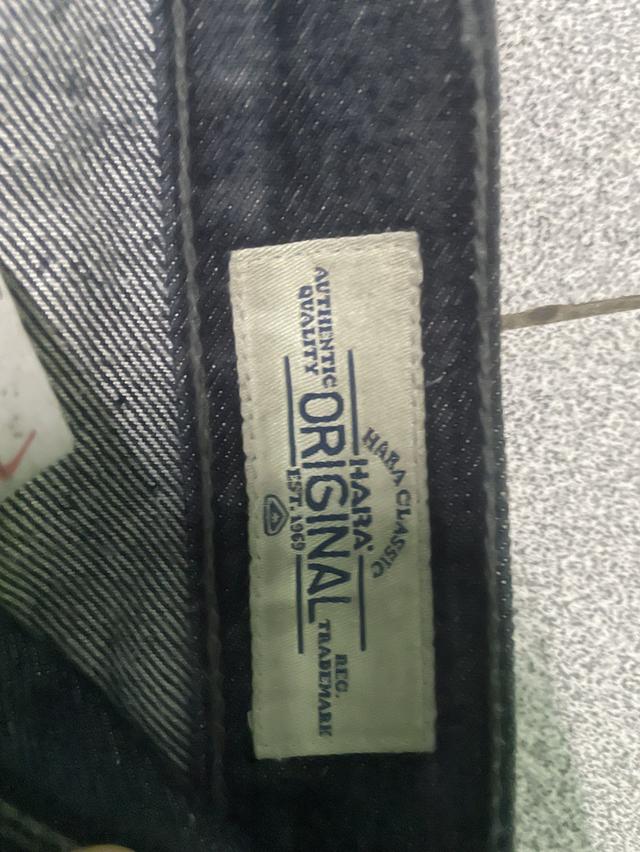 HARA CLASSIC
HARA'
AUTHENTIC
QUALITY
ORIGINAL
REG.
TRADEMARK
EST. 1969